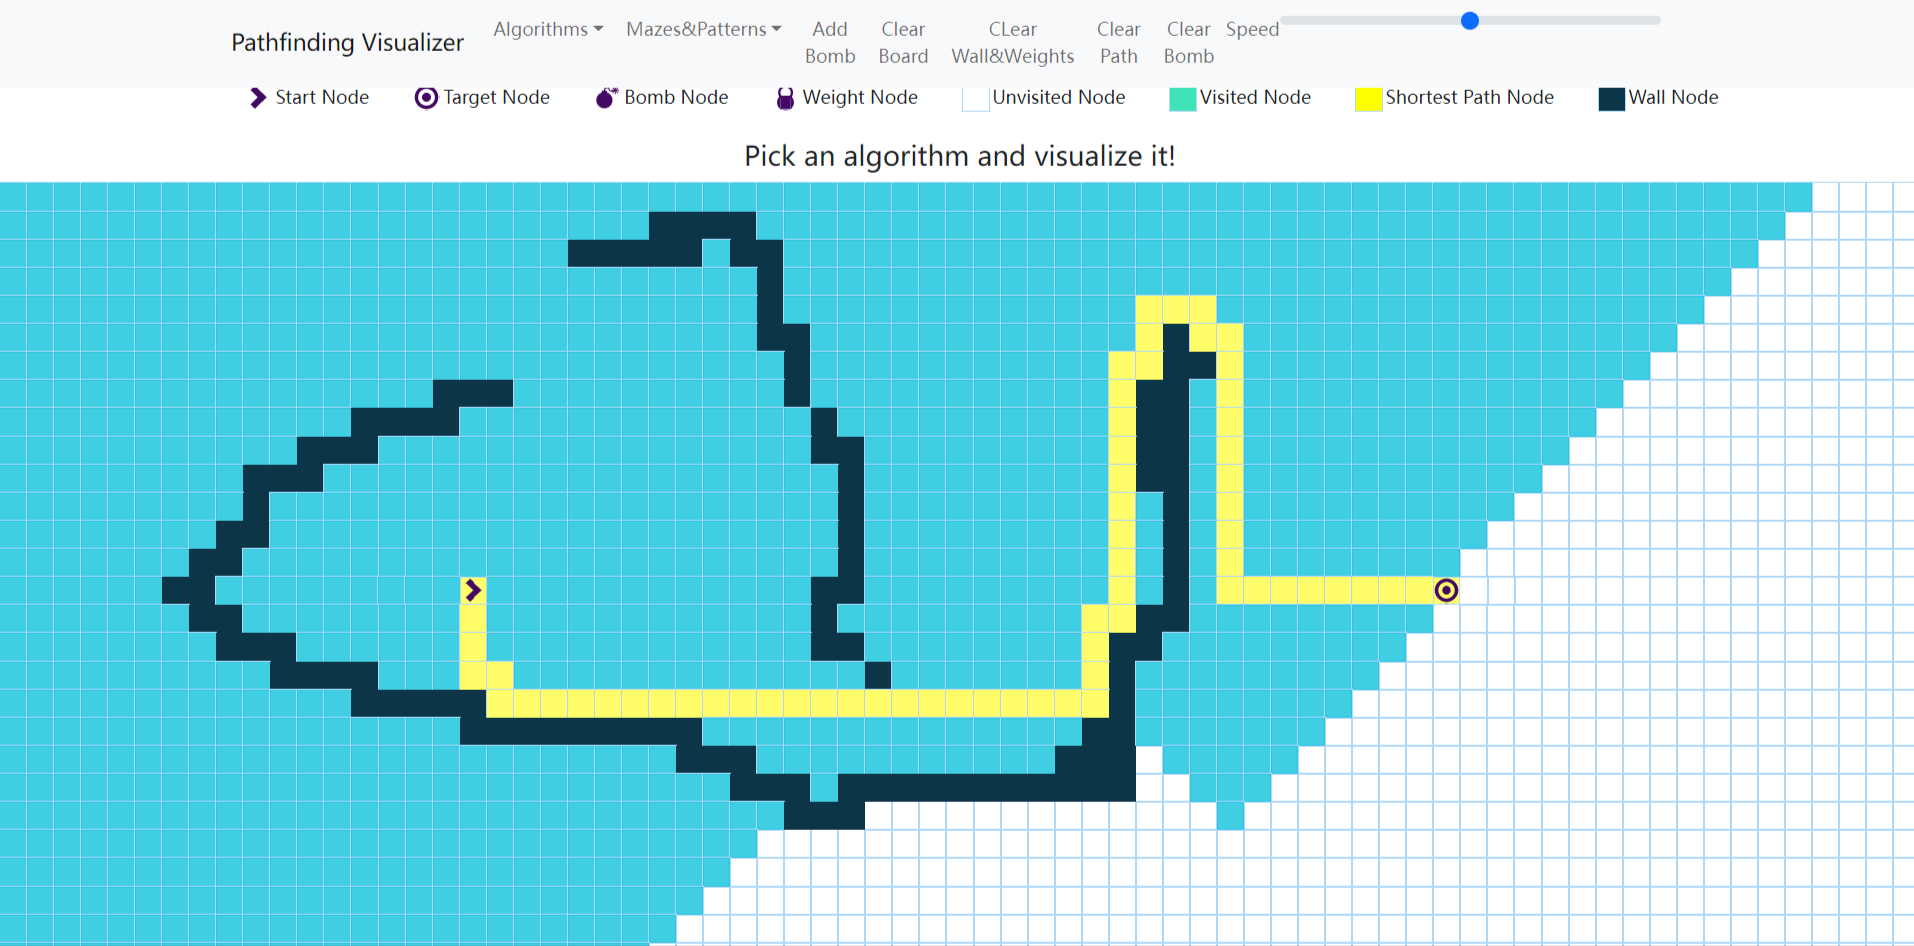 Pathfinding Visualizer
Algorithms
Mazes&Patterns
Add
Bomb
Clear
Board
CLear
Wall&Weights
Clear
Path
Clear
Bomb
Speed
Start Node
Target Node
Bomb Node
Weight Node
Unvisited Node
Visited Node
Shortest Path Node
Wall Node
Pick an algorithm and visualize it!